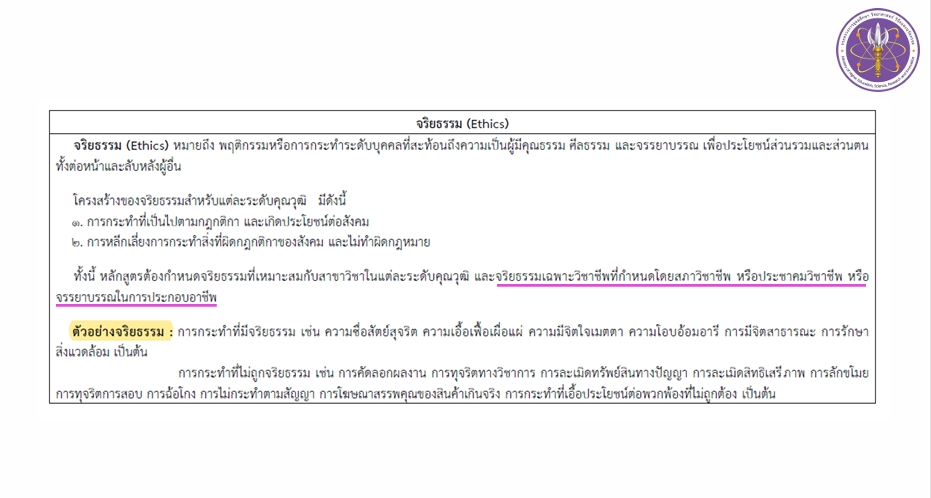 จริยธรรม (Ethics)
จริยธรรม (Ethics) หมายถึง พฤติกรรมหรือการกระทำระดับบุคคลที่สะท้อนถึงความเป็นผู้มีคุณธรรม ศีลธรรม และจรรยาบรรณ เพื่อประโยชน์ส่วนรวมและส่วนตน
ทั้งต่อหน้าและลับหลังผู้อื่น
โครงสร้างของจริยธรรมสำหรับแต่ละระดับคุณวุฒิ มีดังนี้
๑. การกระทำที่เป็นไปตามกฎกติกา และเกิดประโยชน์ต่อสังคม
๒. การหลีกเลี่ยงการกระทำสิ่งที่ผิดกฎกติกาของสังคม และไม่ทำผิดกฎหมาย
ทั้งนี้ หลักสูตรต้องกำหนดจริยธรรมที่เหมาะสมกับสาขาวิชาในแต่ละระดับคุณวุฒิ และจริยธรรมเฉพาะวิชาชีพที่กำหนดโดยสภาวิชาชีพ หรือประชาคมวิชาชีพ หรือ
จรรยาบรรณในการประกอบอาชีพ
ตัวอย่างจริยธรรม : การกระทำที่มีจริยธรรม เช่น ความซื่อสัตย์สุจริต ความเอื้อเฟื้อเผื่อแผ่ ความมีจิตใจเมตตา ความโอบอ้อมอารี การมีจิตสาธารณะ การรักษา
สิ่งแวดล้อม เป็นต้น
การกระทำที่ไม่ถูกจริยธรรม เช่น การคัดลอกผลงาน การทุจริตทางวิชาการ การละเมิดทรัพย์สินทางปัญญา การละเมิดสิทธิเสรีภาพ การลักขโมย
การทุจริตการสอบ การฉ้อโกง การไม่กระทำตามสัญญา การโฆษณาสรรพคุณของสินค้าเกินจริง การกระทำที่เอื้อประโยชน์ต่อพวกพ้องที่ไม่ถูกต้อง เป็นต้น